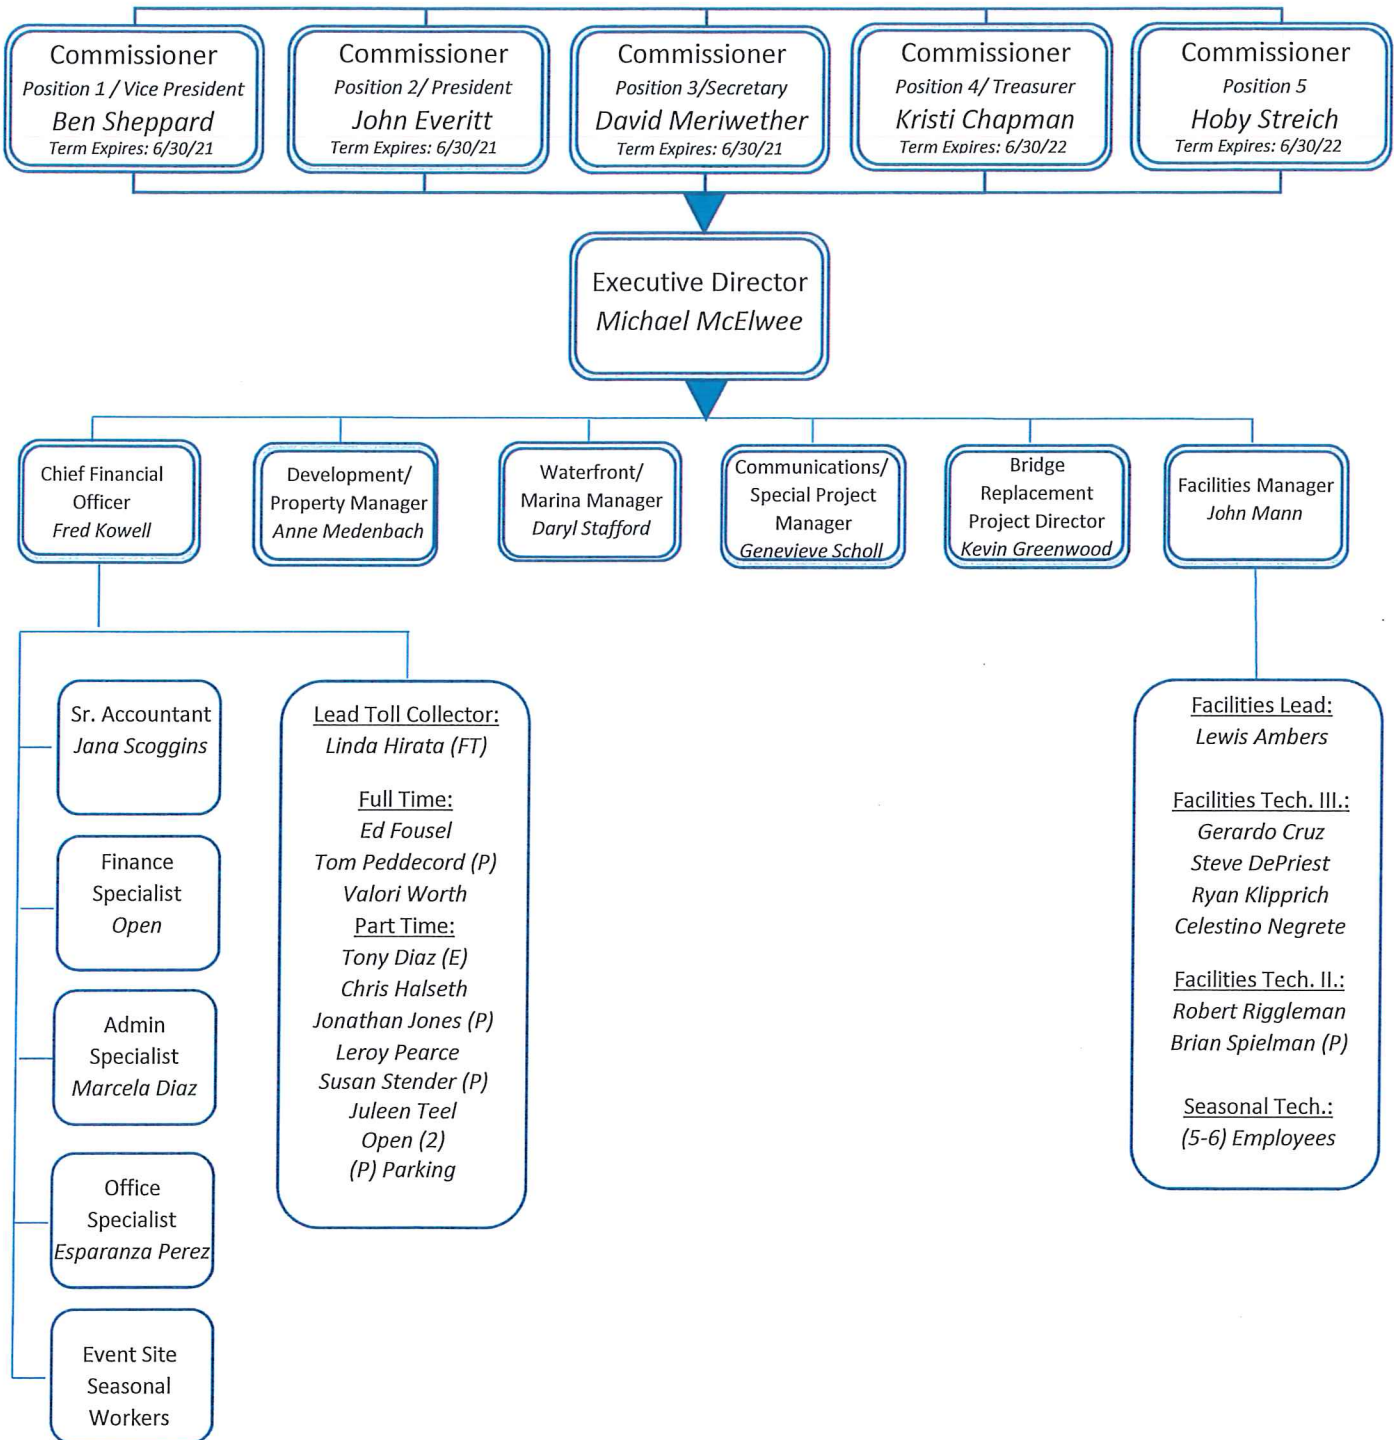 Commissioner
Position 1 / Vice President
Ben Sheppard
Term Expires: 6/30/21
Commissioner
Position 2/ President
John Everitt
Term Expires: 6/30/21
Commissioner
Position 3/Secretary
David Meriwether
Term Expires: 6/30/21
Commissioner
Position 4/ Treasurer
Kristi Chapman
Term Expires: 6/30/22
Commissioner
Position 5
Hoby Streich
Term Expires: 6/30/22
Executive Director
Michael McElwee
Chief Financial
Officer
Fred Kowell
Development/
Property Manager
Anne Medenbach
Waterfront/
Marina Manager
Daryl Stafford
Communications/
Special Project
Manager
Genevieve Scholl
Bridge
Replacement
Project Director
Kevin Greenwood
Facilities Manager
John Mann
Sr. Accountant
Jana Scoggins
Finance
Specialist
Open
Admin
Specialist
Marcela Diaz
Office
Specialist
Esparanza Perez
Event Site
Seasonal
Workers
Lead Toll Collector:
Linda Hirata (FT)
Full Time:
Ed Fousel
Tom Peddecord (P)
Valori Worth
Part Time:
Tony Diaz (E)
Chris Halseth
Jonathan Jones (P)
Leroy Pearce
Susan Stender (P)
Juleen Teel
Open (2)
(P) Parking
Facilities Lead:
Lewis Ambers
Facilities Tech. III.:
Gerardo Cruz
Steve DePriest
Ryan Klipprich
Celestino Negrete
Facilities Tech. II.:
Robert Riggleman
Brian Spielman (P)
Seasonal Tech.:
(5-6) Employees